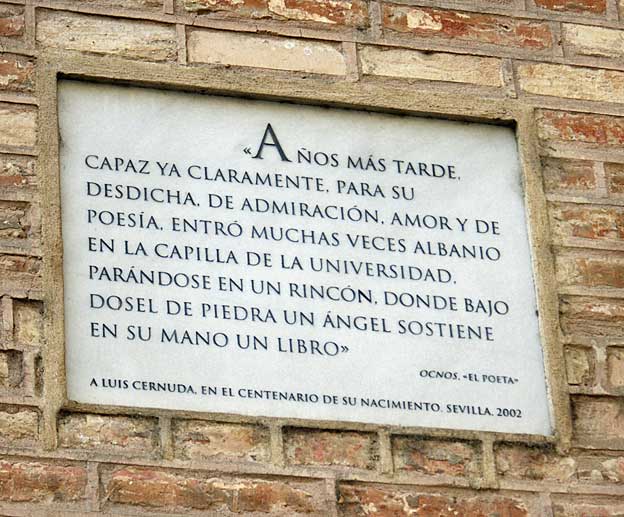 «AÑOS MÁS TARDE,
CAPAZ YA CLARAMENTE, PARA SU
DESDICHA, DE ADMIRACIÓN, AMOR Y DE
POESÍA, ENTRÓ MUCHAS VECES ALBANIO
EN LA CAPILLA DE LA UNIVERSIDAD,
PARÁNDOSE EN UN RINCÓN, DONDE BAJO
DOSEL DE PIEDRA UN ÁNGEL SOSTIENE
EN SU MANO UN LIBRO»
OCNOS, «EL POETA»
A LUIS CERNUDA, EN EL CENTENARIO DE SU NACIMIENTO. SEVILLA, 2002